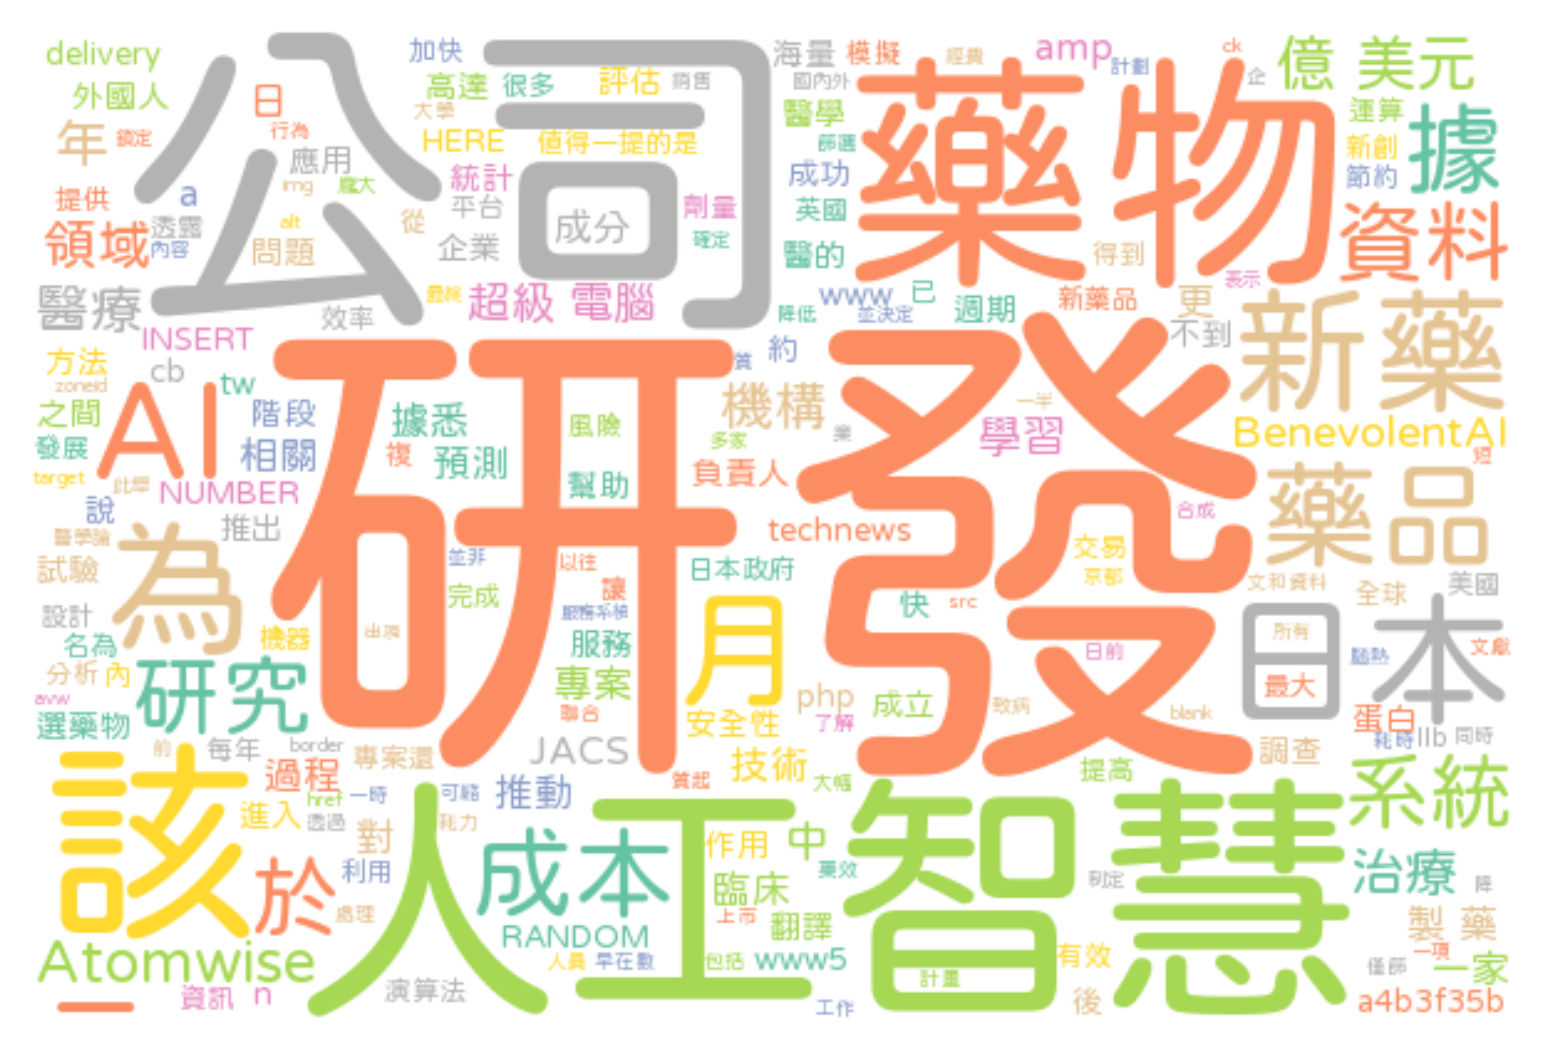 delivery
加快
海量
模擬
經費
amp
計劃
ck
企
億
美元
外國人
日
高達
很多
評估
銷售
國內外
公司
藥物
醫學
運算
據
年
鎖定
行為
大學
HERE
值得一提的是
篩選
新創
應用
統計
成功
節約
提供
a
img
龐大
平台
劑量
英國
資料
領域
透露
內容
alt
從
成分
確定
問題
企業
醫的
得到
表示
醫療
最終
超級
電腦
www
已
週期
新藥品
更
效率
降低
並決定
不到
INSERT
新藥
方法
cb
約
zoneid
tw
AI
之間
階段
據悉
風險
機構
一半
學習
BenevolentAI
發展
相關
複
預測
多家
業
短
target
此舉
NUMBER
幫助
負責人
研發
藥品
說
推出
technews
合成
為
並非
以往
交易
試驗
日本政府
京都
文和資料
美國
全球
完成
讓
快
src
設計
服務系統
月
日本
所有
名為
機器
出現
服務
日前
文獻
分析
內
研究
專案
最大
avw
選藥物
聯合
php
成立
致病
安全性
了解
blank
蛋白
耗時
llb
同時
前
每年
border
專案還
JACS
技術
調查
該
過程
大幅
提高
系統
href
一時
可縮
推動
進入
透過
對
耗力
人工智慧
成本
作用
中
利用
臨床
藥效
制定
治療
降
於
處理
上市
翻譯
製
藥
RANDOM
Atomwise
人員
早在數
包括
www5
計畫
有效
一項
僅篩
一家
一
資訊
n
演算法
工作
後
a4b3f35b